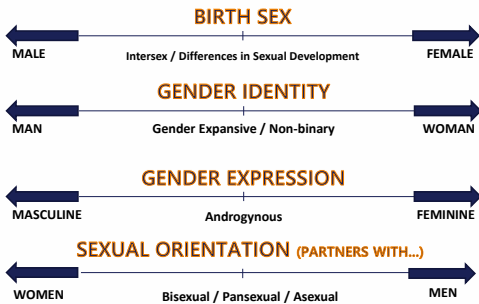 BIRTH SEX
MALE Intersex / Differences in Sexual Development FEMALE
GENDER IDENTITY
MAN Gender Expansive / Non-binary WOMAN
GENDER EXPRESSION
MASCULINE Androgynous FEMININE
SEXUAL ORIENTATION (PARTNERS WITH...)
WOMEN Bisexual / Pansexual / Asexual MEN